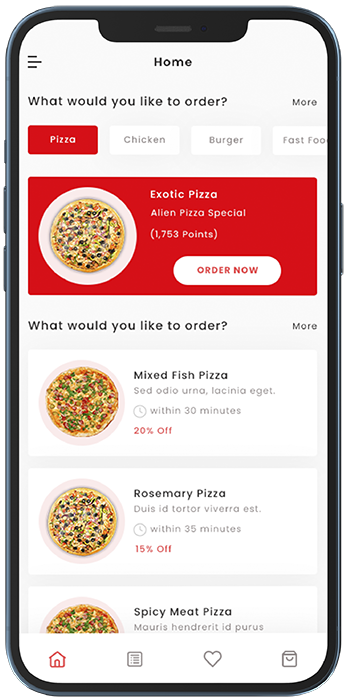 Home
What would you like to order? More
Pizza Chicken Burger Fast Foo
Exotic Pizza
Alien Pizza Special
(1,753 Points)
ORDER NOW
What would you like to order? More
Mixed Fish Pizza
Sed odio urna, lacinia eget.
within 30 minutes
20% Off
Rosemary Pizza
Duis id tortor viverra est.
within 35 minutes
15% Off
Spicy Meat Pizza
Mauris hendrerit id purus